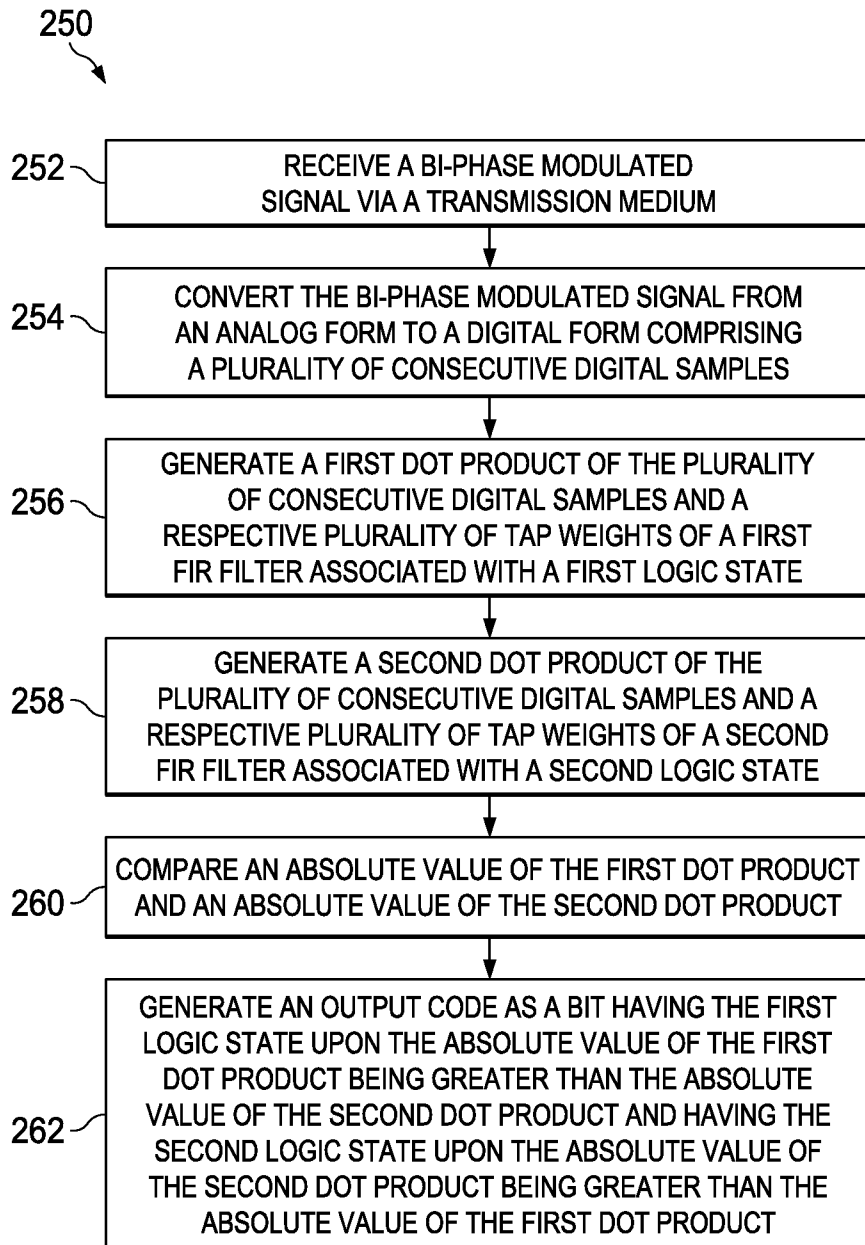 250
252
RECEIVE A BI-PHASE MODULATED
SIGNAL VIA A TRANSMISSION MEDIUM
254
CONVERT THE BI-PHASE MODULATED SIGNAL FROM
AN ANALOG FORM TO A DIGITAL FORM COMPRISING
A PLURALITY OF CONSECUTIVE DIGITAL SAMPLES
256
GENERATE A FIRST DOT PRODUCT OF THE PLURALITY
OF CONSECUTIVE DIGITAL SAMPLES AND A
RESPECTIVE PLURALITY OF TAP WEIGHTS OF A FIRST
FIR FILTER ASSOCIATED WITH A FIRST LOGIC STATE
258
GENERATE A SECOND DOT PRODUCT OF THE
PLURALITY OF CONSECUTIVE DIGITAL SAMPLES AND A
RESPECTIVE PLURALITY OF TAP WEIGHTS OF A SECOND
FIR FILTER ASSOCIATED WITH A SECOND LOGIC STATE
260
COMPARE AN ABSOLUTE VALUE OF THE FIRST DOT PRODUCT
AND AN ABSOLUTE VALUE OF THE SECOND DOT PRODUCT
262
GENERATE AN OUTPUT CODE AS A BIT HAVING THE FIRST
LOGIC STATE UPON THE ABSOLUTE VALUE OF THE FIRST
DOT PRODUCT BEING GREATER THAN THE ABSOLUTE
VALUE OF THE SECOND DOT PRODUCT AND HAVING THE
SECOND LOGIC STATE UPON THE ABSOLUTE VALUE OF
THE SECOND DOT PRODUCT BEING GREATER THAN THE
ABSOLUTE VALUE OF THE FIRST DOT PRODUCT